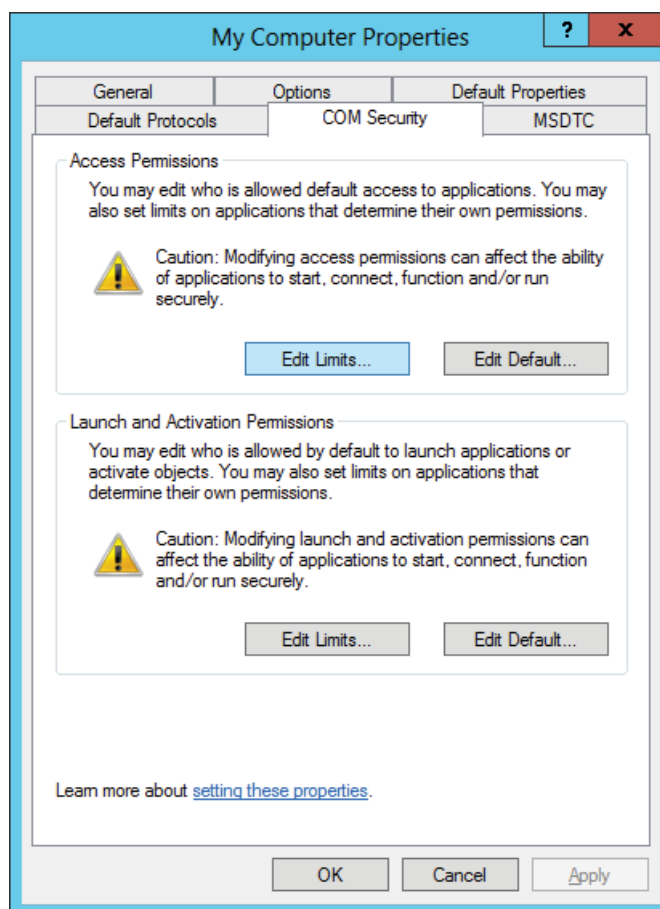 My Computer Properties
?
x
General
Options
Default Properties
Default Protocols
COM Security
MSDTC
Access Permissions
You may edit who is allowed default access to applications. You may
also set limits on applications that determine their own permissions.
Caution: Modifying access permissions can affect the ability
of applications to start, connect, function and/or run
securely.
Edit Limits...
Edit Default...
Launch and Activation Permissions
You may edit who is allowed by default to launch applications or
activate objects. You may also set limits on applications that
determine their own permissions.
Caution: Modifying launch and activation permissions can
affect the ability of applications to start, connect, function
and/or run securely.
Edit Limits...
Edit Default...
Learn more about setting these properties.
OK
Cancel
Apply